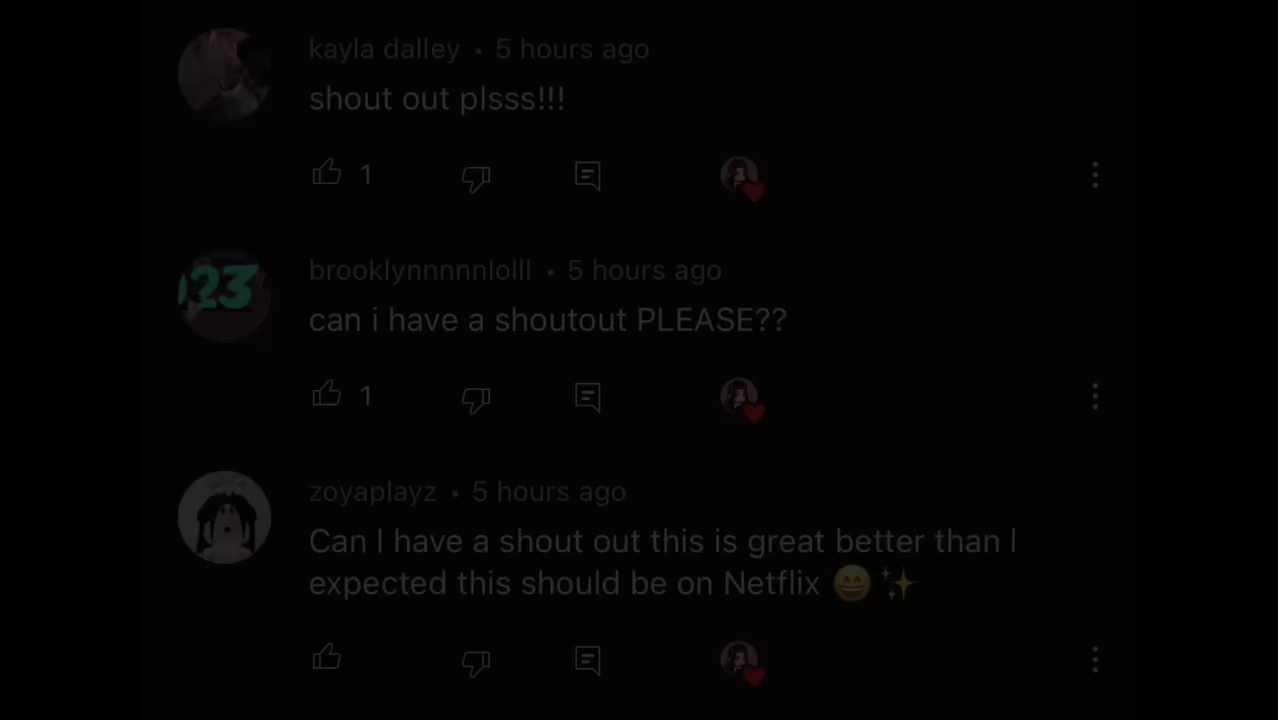 kayla dalley • 5 hours ago
shout out plsss!!!
1
023
brooklynnnnnlolll • 5 hours ago
can i have a shoutout PLEASE??
1
zoyaplayz • 5 hours ago
Can I have a shout out this is great better than I
expected this should be on Netflix 😄✨